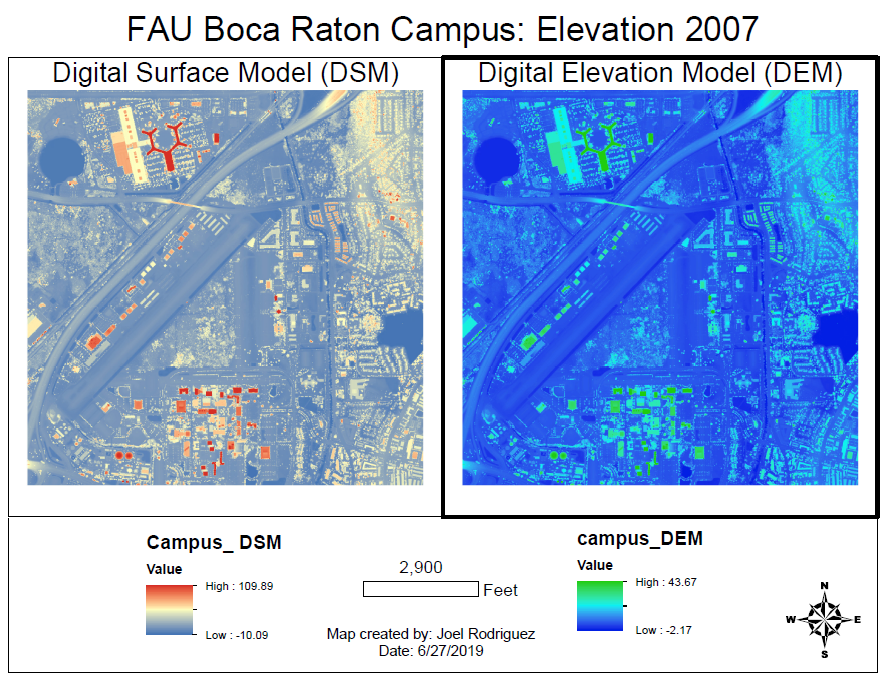 FAU Boca Raton Campus: Elevation 2007
Digital Surface Model (DSM)
Digital Elevation Model (DEM)
Campus_ DSM
Value
High : 109.89
Low : -10.09
2,900
Feet
Map created by: Joel Rodriguez
Date: 6/27/2019
campus_DEM
Value
High : 43.67
Low : -2.17
N
W E
S